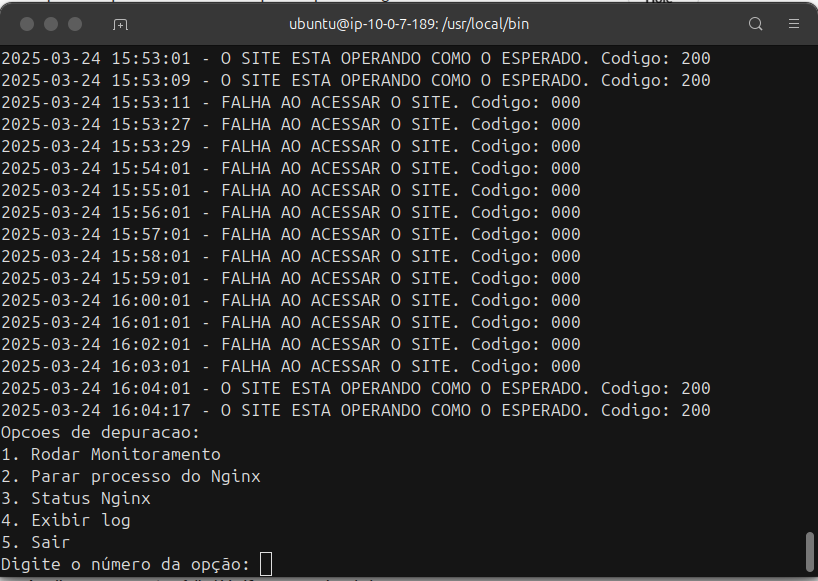 ubuntu@ip-10-0-7-189: /usr/local/bin
2025-03-24 15:53:01 - O SITE ESTA OPERANDO COMO O ESPERADO. Codigo: 200
2025-03-24 15:53:09 - O SITE ESTA OPERANDO COMO O ESPERADO. Codigo: 200
2025-03-24 15:53:11 - FALHA AO ACESSAR O SITE. Codigo: 000
2025-03-24 15:53:27 - FALHA AO ACESSAR O SITE. Codigo: 000
2025-03-24 15:53:29 - FALHA AO ACESSAR O SITE. Codigo: 000
2025-03-24 15:54:01 - FALHA AO ACESSAR O SITE. Codigo: 000
2025-03-24 15:55:01 - FALHA AO ACESSAR O SITE. Codigo: 000
2025-03-24 15:56:01 - FALHA AO ACESSAR O SITE. Codigo: 000
2025-03-24 15:57:01 - FALHA AO ACESSAR O SITE. Codigo: 000
2025-03-24 15:58:01 - FALHA AO ACESSAR O SITE. Codigo: 000
2025-03-24 15:59:01 - FALHA AO ACESSAR O SITE. Codigo: 000
2025-03-24 16:00:01 - FALHA AO ACESSAR O SITE. Codigo: 000
2025-03-24 16:01:01 - FALHA AO ACESSAR O SITE. Codigo: 000
2025-03-24 16:02:01 - FALHA AO ACESSAR O SITE. Codigo: 000
2025-03-24 16:03:01 - FALHA AO ACESSAR O SITE. Codigo: 000
2025-03-24 16:04:01 - O SITE ESTA OPERANDO COMO O ESPERADO. Codigo: 200
2025-03-24 16:04:17 - O SITE ESTA OPERANDO COMO O ESPERADO. Codigo: 200
Opcoes de depuracao:
1. Rodar Monitoramento
2. Parar processo do Nginx
3. Status Nginx
4. Exibir log
5. Sair
Digite o número da opção: